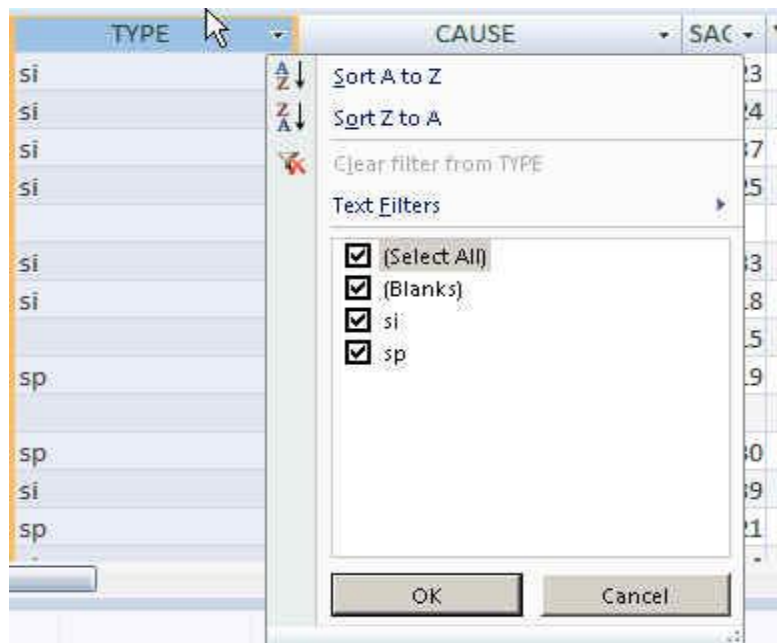 TYPE CAUSE SAC
si
si
si
si
si
si
sp
sp
si
sp
Sort A to Z
Sort Z to A
Clear filter from TYPE
Text Filters
(Select All)
(Blanks)
si
sp
OK Cancel